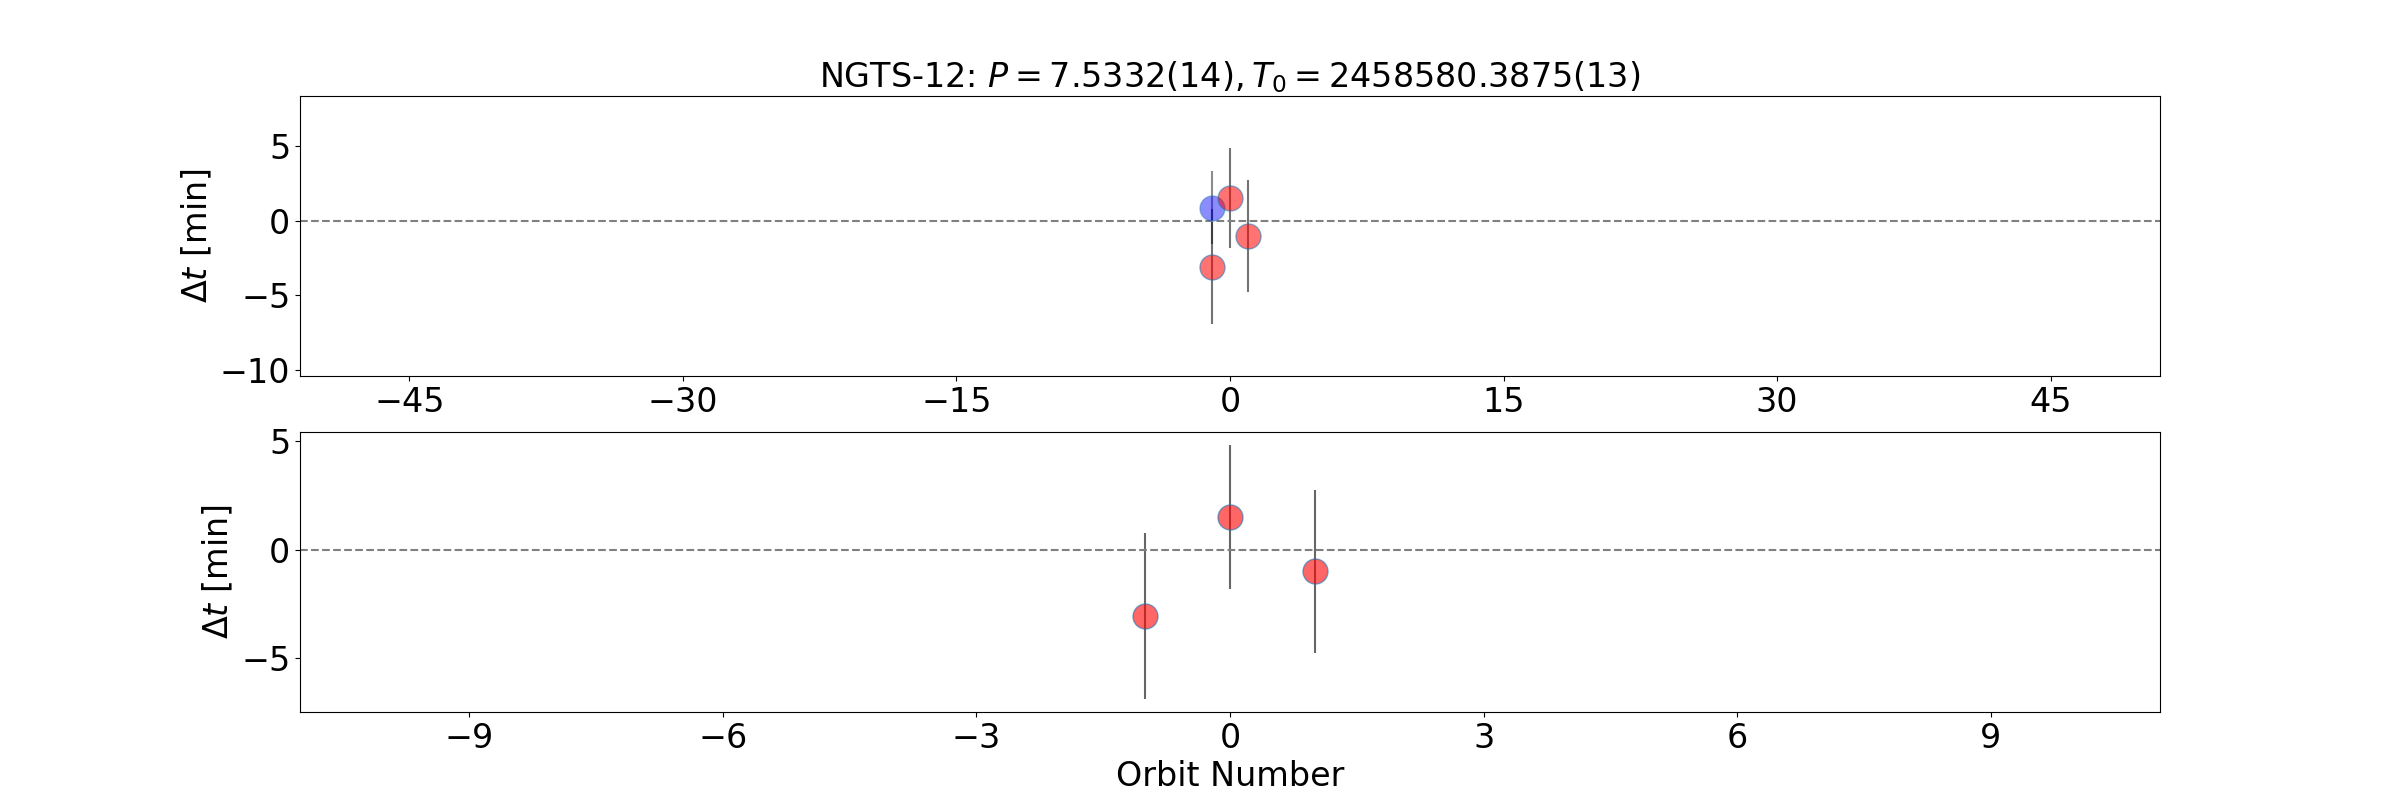 NGTS-12: P = 7.5332(14), T₀ = 2458580.3875(13)
Δt [min]
5
0
−5
−10
−45 −30 −15 0 15 30 45
Δt [min]
5
0
−5
−9 −6 −3 0 3 6 9
Orbit Number